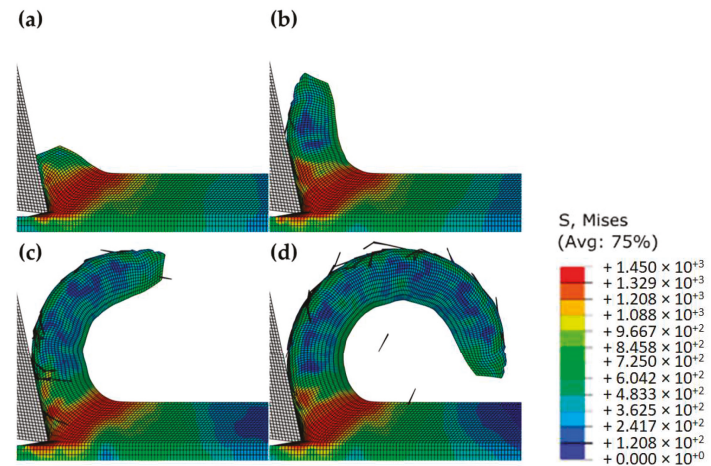 (a)
(b)
(c)
(d)
S, Mises
(Avg: 75%)
+ 1.450 × 10⁺³
+ 1.329 × 10⁺³
+ 1.208 × 10⁺³
+ 1.088 × 10⁺³
+ 9.667 × 10⁺²
+ 8.458 × 10⁺²
+ 7.250 × 10⁺²
+ 6.042 × 10⁺²
+ 4.833 × 10⁺²
+ 3.625 × 10⁺²
+ 2.417 × 10⁺²
+ 1.208 × 10⁺²
+ 0.000 × 10⁺⁰